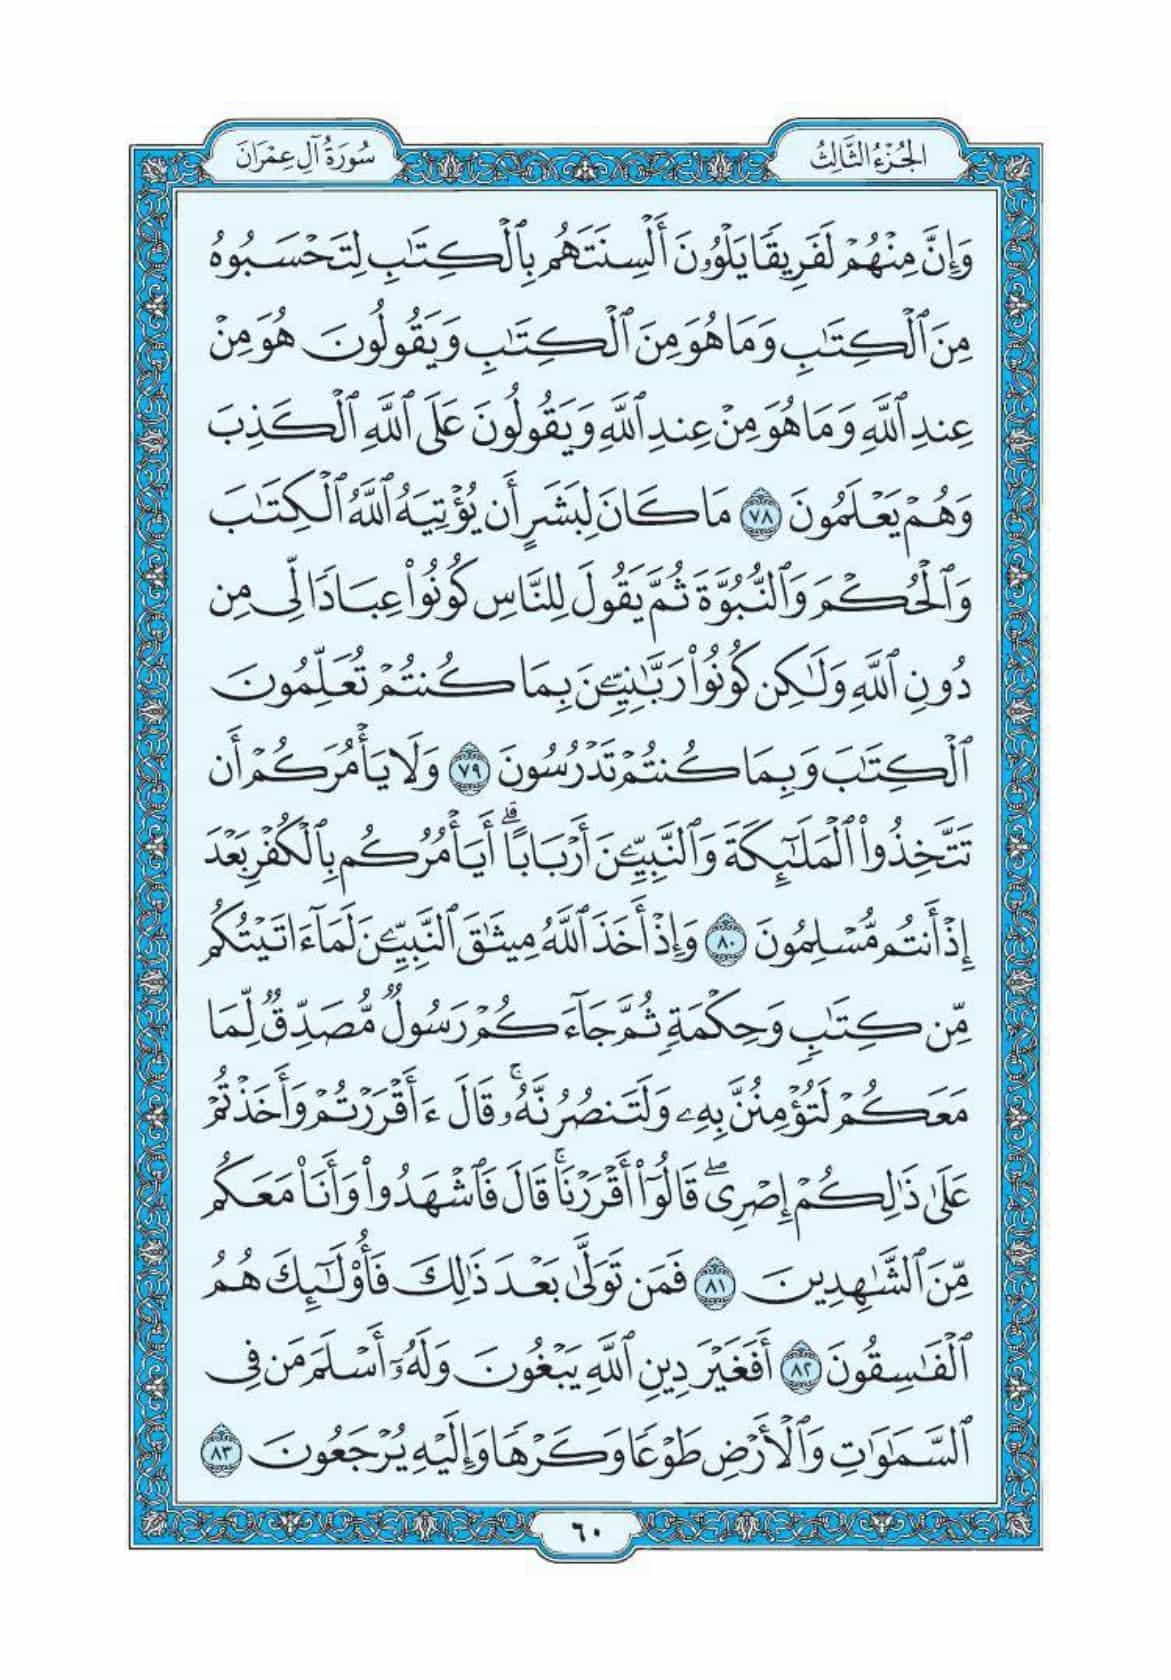 الجُزْءُ الثَّالِثُ
سُورَةُ آلِ عِمْرَانَ
وَإِنَّ مِنْهُمْ لَفَرِيقًا يَلْوُۥنَ أَلْسِنَتَهُم بِٱلْكِتَٰبِ لِتَحْسَبُوهُ
مِنَ ٱلْكِتَٰبِ وَمَا هُوَ مِنَ ٱلْكِتَٰبِ وَيَقُولُونَ هُوَ مِنْ
عِندِ ٱللَّهِ وَمَا هُوَ مِنْ عِندِ ٱللَّهِ وَيَقُولُونَ عَلَى ٱللَّهِ ٱلْكَذِبَ
وَهُمْ يَعْلَمُونَ ٧٨ مَا كَانَ لِبَشَرٍ أَن يُؤْتِيَهُ ٱللَّهُ ٱلْكِتَٰبَ
وَٱلْحُكْمَ وَٱلنُّبُوَّةَ ثُمَّ يَقُولَ لِلنَّاسِ كُونُوا۟ عِبَادًا لِّى مِن
دُونِ ٱللَّهِ وَلَٰكِن كُونُوا۟ رَبَّٰنِيِّۦنَ بِمَا كُنتُمْ تُعَلِّمُونَ
ٱلْكِتَٰبَ وَبِمَا كُنتُمْ تَدْرُسُونَ ٧٩ وَلَا يَأْمُرَكُمْ أَن
تَتَّخِذُوا۟ ٱلْمَلَٰٓئِكَةَ وَٱلنَّبِيِّۦنَ أَرْبَابًا ۗ أَيَأْمُرُكُم بِٱلْكُفْرِ بَعْدَ
إِذْ أَنتُم مُّسْلِمُونَ ٨٠ وَإِذْ أَخَذَ ٱللَّهُ مِيثَٰقَ ٱلنَّبِيِّۦنَ لَمَآ ءَاتَيْتُكُم
مِّن كِتَٰبٍ وَحِكْمَةٍ ثُمَّ جَآءَكُمْ رَسُولٌ مُّصَدِّقٌ لِّمَا
مَعَكُمْ لَتُؤْمِنُنَّ بِهِۦ وَلَتَنصُرُنَّهُۥ ۚ قَالَ ءَأَقْرَرْتُمْ وَأَخَذْتُمْ
عَلَىٰ ذَٰلِكُمْ إِصْرِى ۖ قَالُوٓا۟ أَقْرَرْنَا ۚ قَالَ فَٱشْهَدُوا۟ وَأَنَا۠ مَعَكُم
مِّنَ ٱلشَّٰهِدِينَ ٨١ فَمَن تَوَلَّىٰ بَعْدَ ذَٰلِكَ فَأُو۟لَٰٓئِكَ هُمُ
ٱلْفَٰسِقُونَ ٨٢ أَفَغَيْرَ دِينِ ٱللَّهِ يَبْغُونَ وَلَهُۥٓ أَسْلَمَ مَن فِى
ٱلسَّمَٰوَٰتِ وَٱلْأَرْضِ طَوْعًا وَكَرْهًا وَإِلَيْهِ يُرْجَعُونَ ٨٣
٦٠